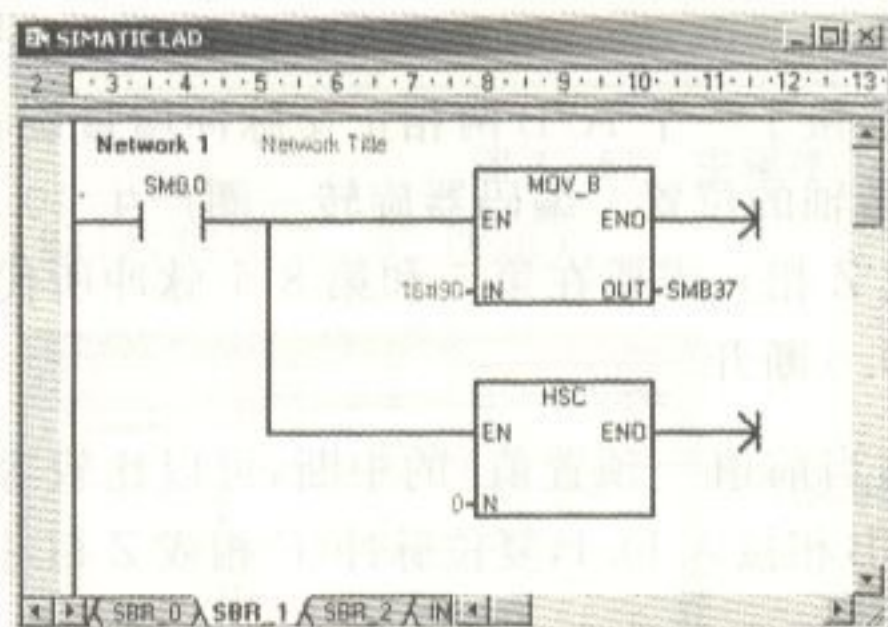 SIMATIC LAD
2 · 3 · 4 · 5 · 6 · 7 · 8 · 9 · 10 · 11 · 12 · 13
Network 1 Network Title
SM0.0
MOV_B
EN ENO
16#90 IN OUT SMB37
HSC
EN ENO
0 N
SBR_0 SBR_1 SBR_2 IN